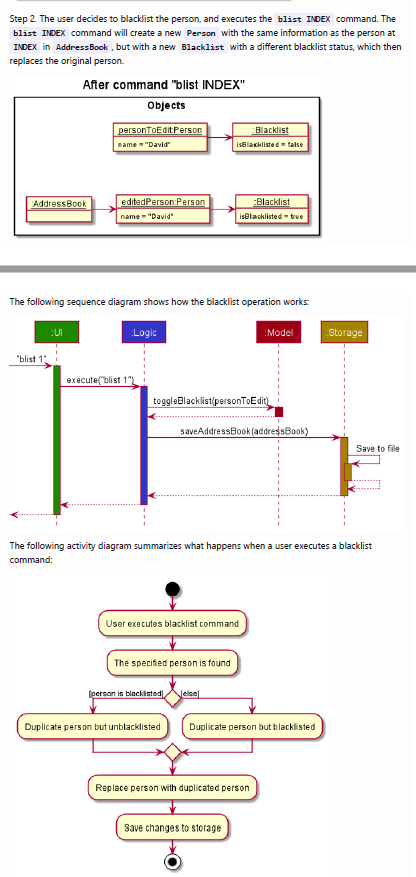 Step 2. The user decides to blacklist the person, and executes the blist INDEX command. The
blist INDEX command will create a new Person with the same information as the person at
INDEX in AddressBook , but with a new Blacklist with a different blacklist status, which then
replaces the original person.
After command "blist INDEX"
Objects
personToEdit:Person
name = "David"
:Blacklist
isBlacklisted = false
:AddressBook
editedPerson:Person
name = "David"
:Blacklist
isBlacklisted = true
The following sequence diagram shows how the blacklist operation works:
:UI
:Logic
:Model
:Storage
"blist 1"
execute("blist 1")
toggleBlacklist(personToEdit)
saveAddressBook(addressBook)
Save to file
The following activity diagram summarizes what happens when a user executes a blacklist
command:
User executes blacklist command
The specified person is found
[person is blacklisted]
[else]
Duplicate person but unblacklisted
Duplicate person but blacklisted
Replace person with duplicated person
Save changes to storage